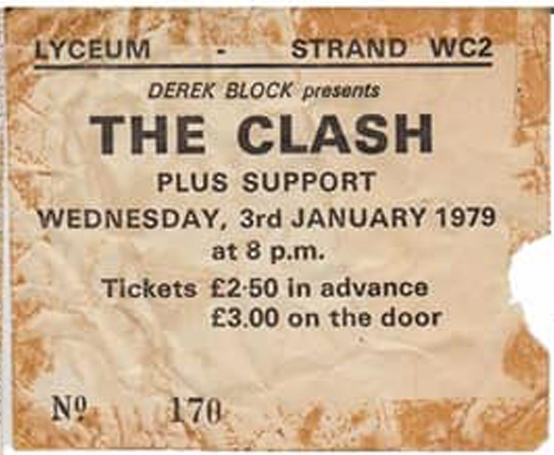 LYCEUM - STRAND WC2
DEREK BLOCK presents
THE CLASH
PLUS SUPPORT
WEDNESDAY, 3rd JANUARY 1979
at 8 p.m.
Tickets £2·50 in advance
£3.00 on the door
Nº 170